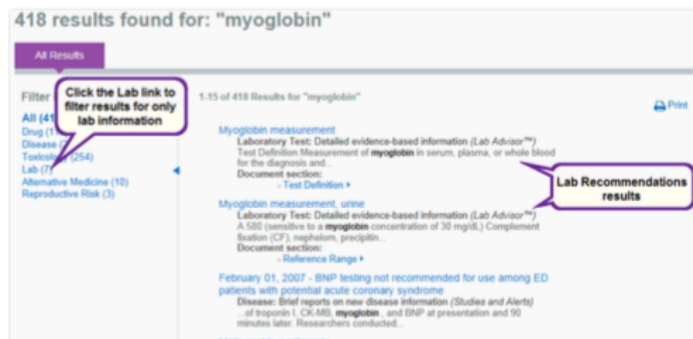 418 results found for: "myoglobin"
All Results
Filter
Click the Lab link to
filter results for only
lab information
1-15 of 418 Results for "myoglobin"
Print
All (41
Drug (1
Disease (
Toxicology (254)
Lab (7)
Alternative Medicine (10)
Reproductive Risk (3)
Myoglobin measurement
Laboratory Test: Detailed evidence-based information (Lab Advisor™)
Test Definition Measurement of myoglobin in serum, plasma, or whole blood
for the diagnosis and...
Document section:
- Test Definition
Lab Recommendations
results
Myoglobin measurement, urine
Laboratory Test: Detailed evidence-based information (Lab Advisor™)
A 580 (sensitive to a myoglobin concentration of 30 mg/dL) Complement
fixation (CF), nephelom, precipitin...
Document section:
- Reference Range
February 01, 2007 - BNP testing not recommended for use among ED
patients with potential acute coronary syndrome
Disease: Brief reports on new disease information (Studies and Alerts)
...of troponin I, CK-MB, myoglobin , and BNP at presentation and 90
minutes later. Researchers conducted...